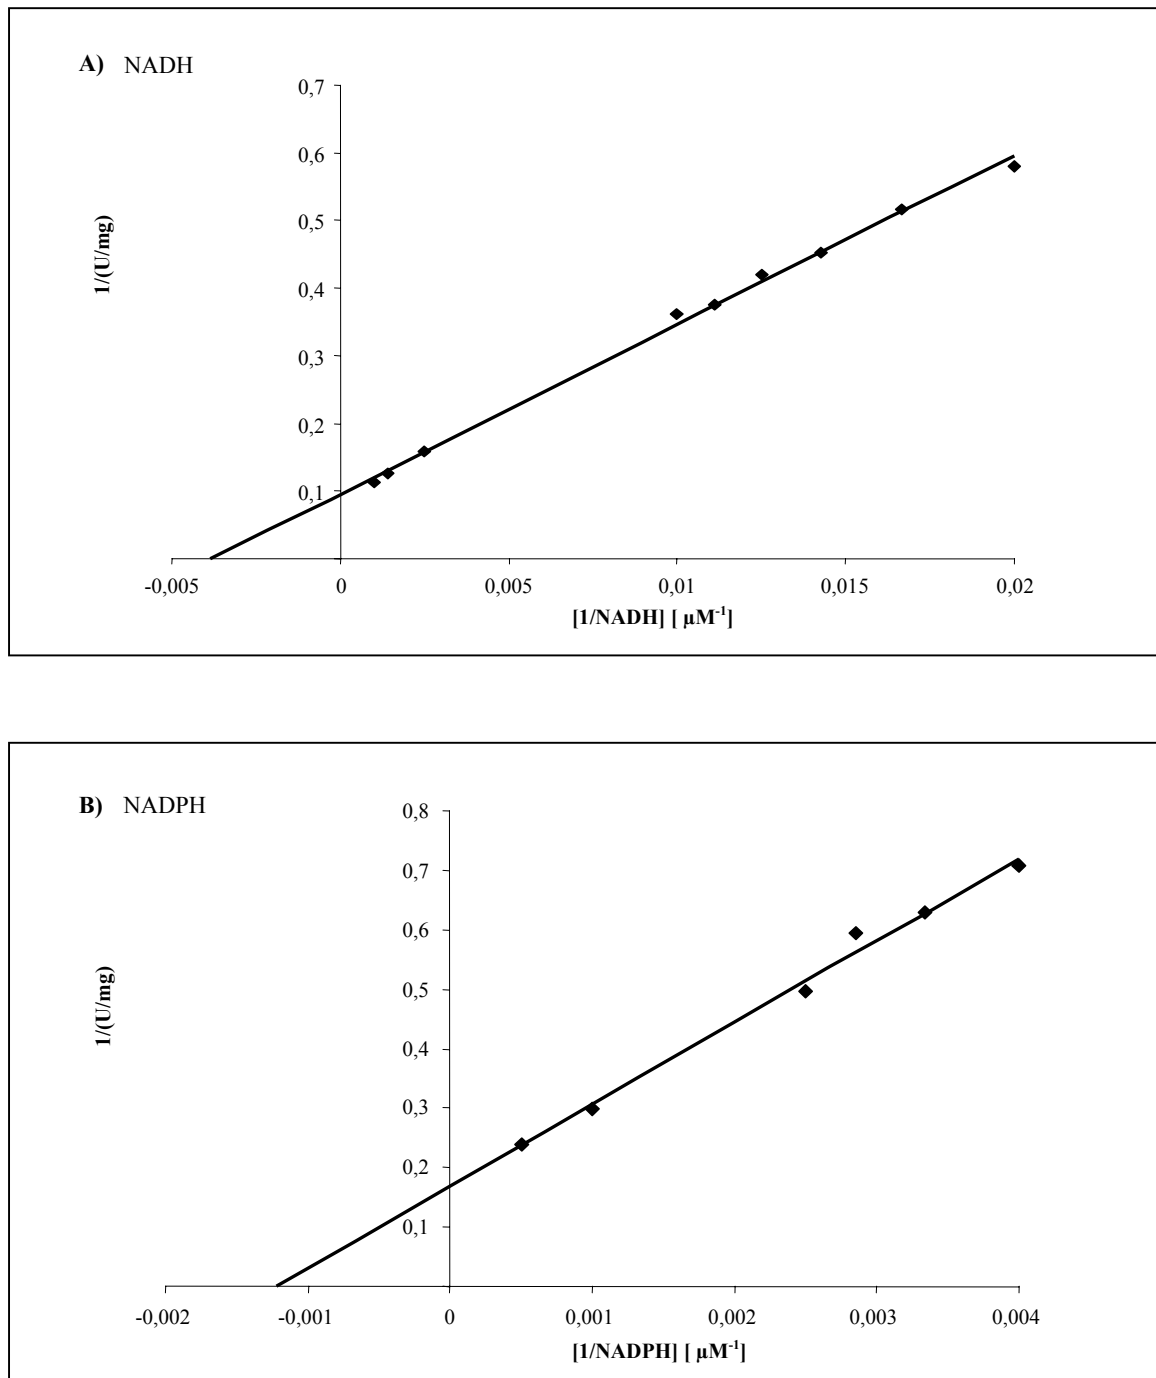 A) NADH
0,7
0,6
0,5
0,4
0,3
0,2
0,1
1/(U/mg)
-0,005 0 0,005 0,01 0,015 0,02
[1/NADH] [ µM⁻¹]
B) NADPH
0,8
0,7
0,6
0,5
0,4
0,3
0,2
0,1
1/(U/mg)
-0,002 -0,001 0 0,001 0,002 0,003 0,004
[1/NADPH] [ µM⁻¹]